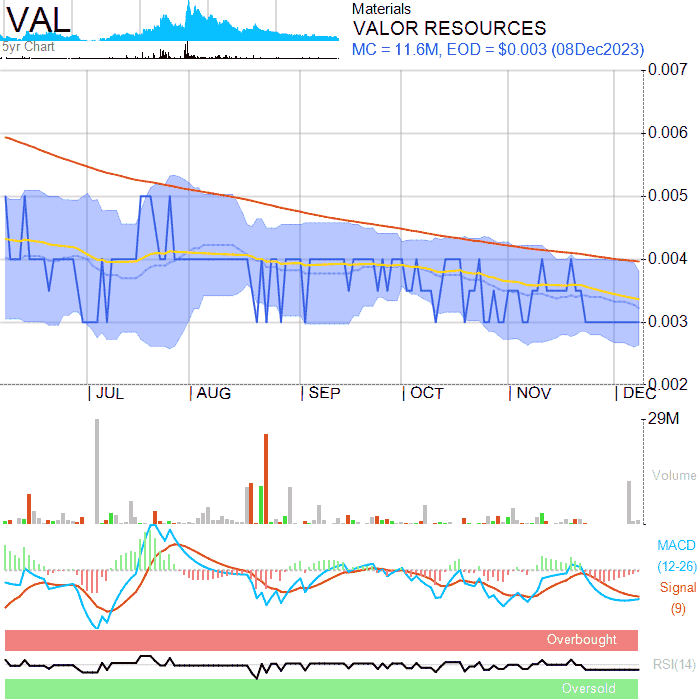 VAL
5yr Chart
Materials
VALOR RESOURCES
MC = 11.6M, EOD = $0.003 (08Dec2023)
0.007
0.006
0.005
0.004
0.003
0.002
JUL AUG SEP OCT NOV DEC
29M
Volume
MACD
(12-26)
Signal
(9)
Overbought
RSI(14)
Oversold